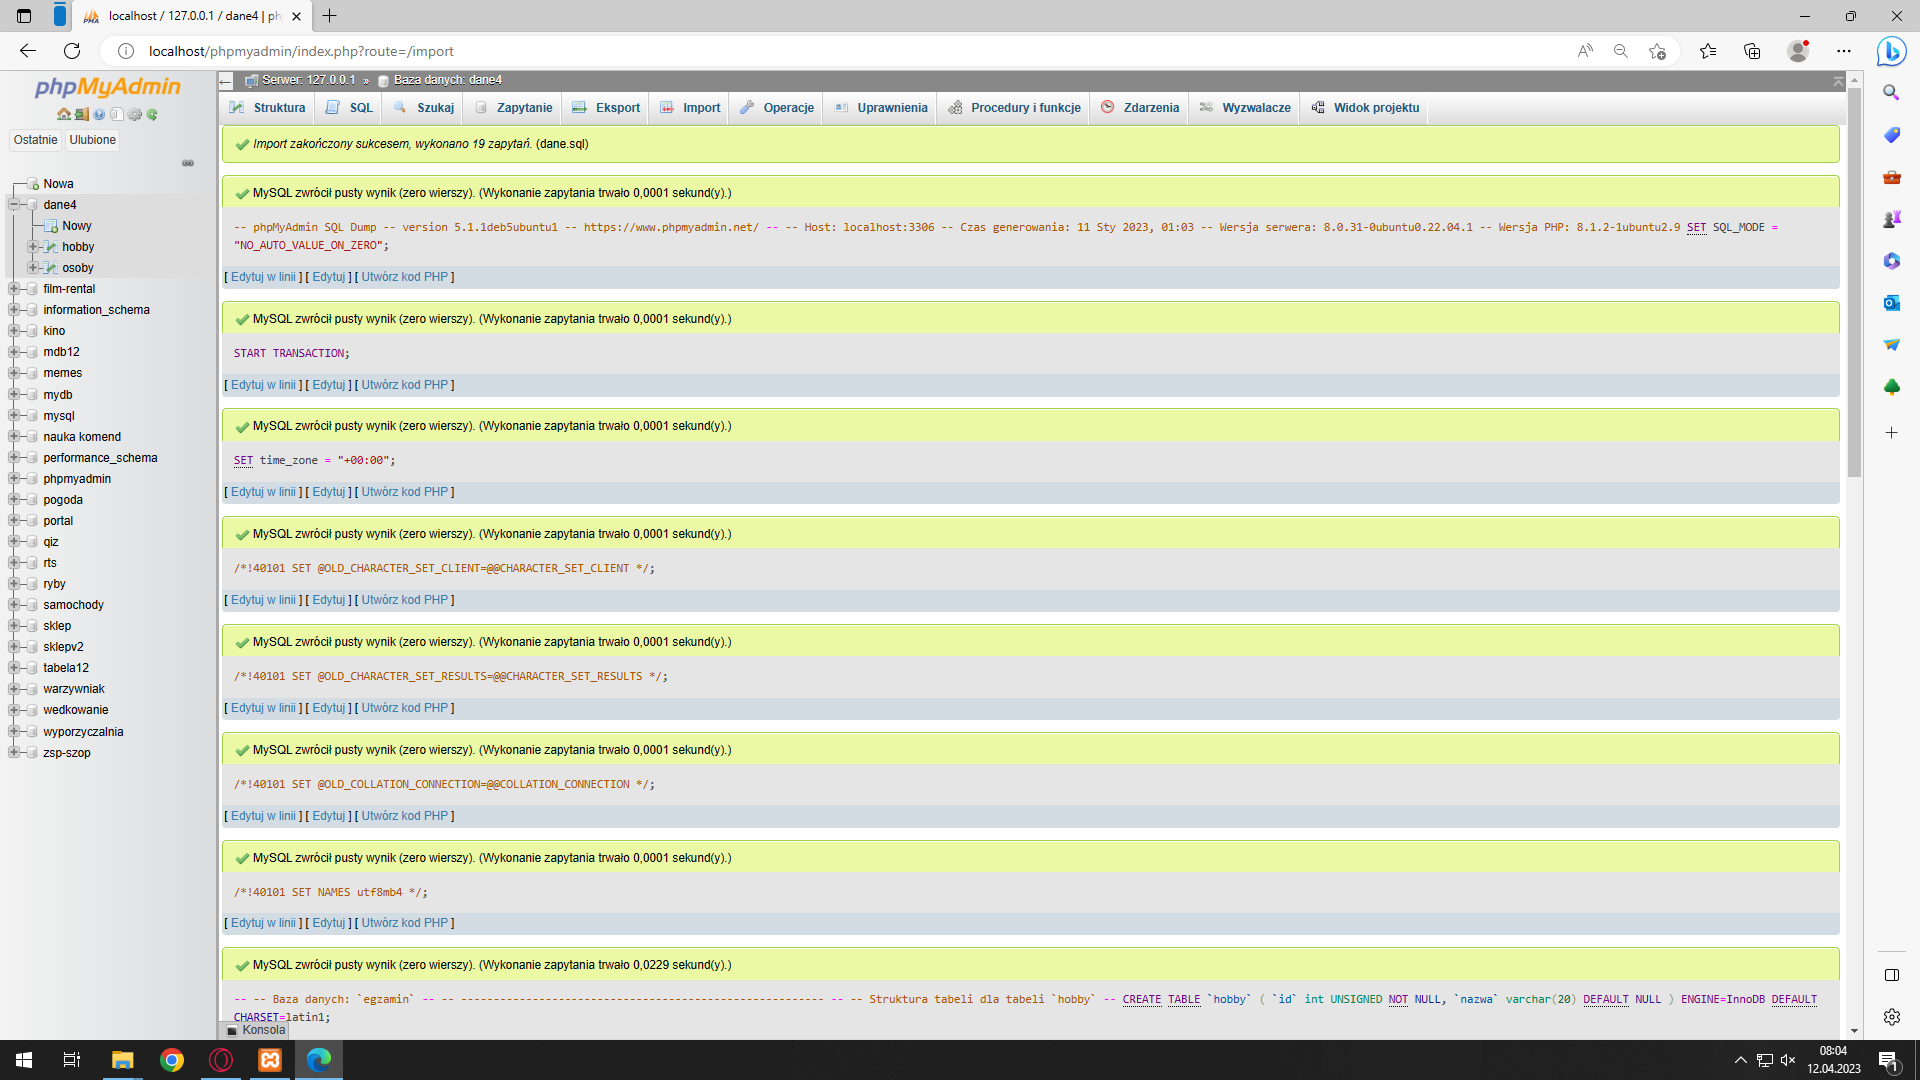 localhost / 127.0.0.1 / dane4 | ph
localhost/phpmyadmin/index.php?route=/import
phpMyAdmin
Ostatnie
Ulubione
Nowa
dane4
Nowy
hobby
osoby
film-rental
information_schema
kino
mdb12
memes
mydb
mysql
nauka komend
performance_schema
phpmyadmin
pogoda
portal
qiz
rts
ryby
samochody
sklep
sklepv2
tabela12
warzywniak
wedkowanie
wyporzyczalnia
zsp-szop
Serwer: 127.0.0.1 » Baza danych: dane4
Struktura SQL Szukaj Zapytanie Eksport Import Operacje Uprawnienia Procedury i funkcje Zdarzenia Wyzwalacze Widok projektu
Import zakończony sukcesem, wykonano 19 zapytań. (dane.sql)
MySQL zwrócił pusty wynik (zero wierszy). (Wykonanie zapytania trwało 0,0001 sekund(y).)
-- phpMyAdmin SQL Dump -- version 5.1.1deb5ubuntu1 -- https://www.phpmyadmin.net/ -- -- Host: localhost:3306 -- Czas generowania: 11 Sty 2023, 01:03 -- Wersja serwera: 8.0.31-0ubuntu0.22.04.1 -- Wersja PHP: 8.1.2-1ubuntu2.9 SET SQL_MODE =
"NO_AUTO_VALUE_ON_ZERO";
[ Edytuj w linii ] [ Edytuj ] [ Utwórz kod PHP ]
MySQL zwrócił pusty wynik (zero wierszy). (Wykonanie zapytania trwało 0,0001 sekund(y).)
START TRANSACTION;
[ Edytuj w linii ] [ Edytuj ] [ Utwórz kod PHP ]
MySQL zwrócił pusty wynik (zero wierszy). (Wykonanie zapytania trwało 0,0001 sekund(y).)
SET time_zone = "+00:00";
[ Edytuj w linii ] [ Edytuj ] [ Utwórz kod PHP ]
MySQL zwrócił pusty wynik (zero wierszy). (Wykonanie zapytania trwało 0,0001 sekund(y).)
/*!40101 SET @OLD_CHARACTER_SET_CLIENT=@@CHARACTER_SET_CLIENT */;
[ Edytuj w linii ] [ Edytuj ] [ Utwórz kod PHP ]
MySQL zwrócił pusty wynik (zero wierszy). (Wykonanie zapytania trwało 0,0001 sekund(y).)
/*!40101 SET @OLD_CHARACTER_SET_RESULTS=@@CHARACTER_SET_RESULTS */;
[ Edytuj w linii ] [ Edytuj ] [ Utwórz kod PHP ]
MySQL zwrócił pusty wynik (zero wierszy). (Wykonanie zapytania trwało 0,0001 sekund(y).)
/*!40101 SET @OLD_COLLATION_CONNECTION=@@COLLATION_CONNECTION */;
[ Edytuj w linii ] [ Edytuj ] [ Utwórz kod PHP ]
MySQL zwrócił pusty wynik (zero wierszy). (Wykonanie zapytania trwało 0,0001 sekund(y).)
/*!40101 SET NAMES utf8mb4 */;
[ Edytuj w linii ] [ Edytuj ] [ Utwórz kod PHP ]
MySQL zwrócił pusty wynik (zero wierszy). (Wykonanie zapytania trwało 0,0229 sekund(y).)
-- -- Baza danych: `egzamin` -- -- -------------------------------------------------------- -- -- Struktura tabeli dla tabeli `hobby` -- CREATE TABLE `hobby` ( `id` int UNSIGNED NOT NULL, `nazwa` varchar(20) DEFAULT NULL ) ENGINE=InnoDB DEFAULT
CHARSET=latin1;
Konsola
08:04
12.04.2023
1